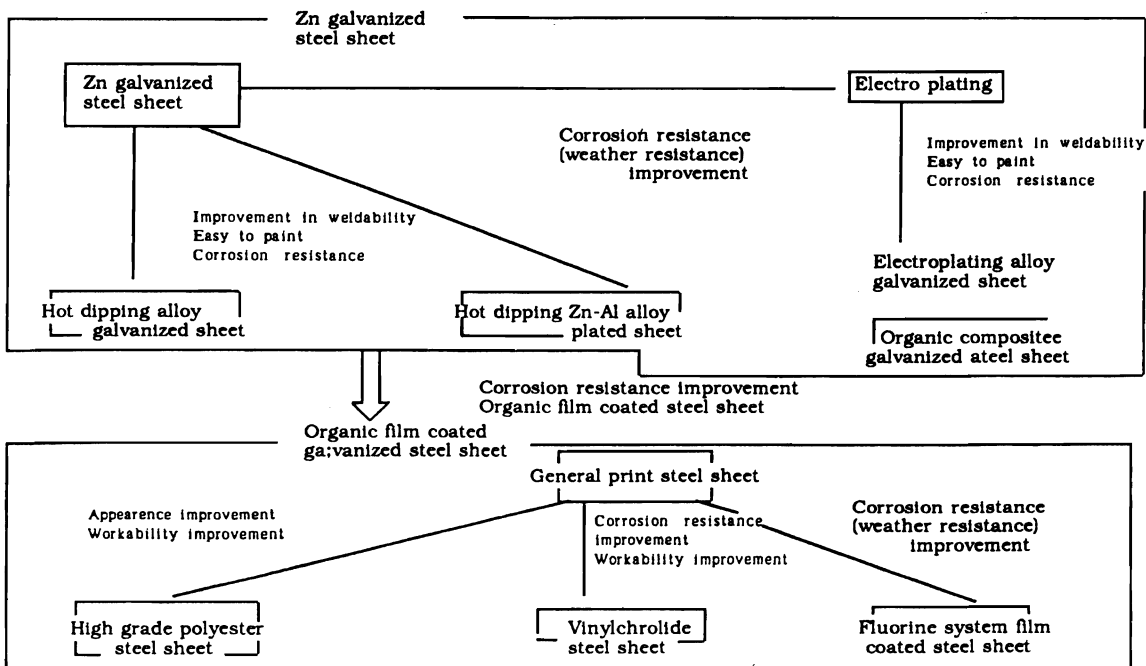 Zn galvanized
steel sheet
Zn galvanized
steel sheet
Electro plating
Corrosion resistance
(weather resistance)
improvement
Improvement in weldability
Easy to paint
Corrosion resistance
Improvement in weldability
Easy to paint
Corrosion resistance
Electroplating alloy
galvanized sheet
Hot dipping alloy
galvanized sheet
Hot dipping Zn-Al alloy
plated sheet
Organic compositee
galvanized ateel sheet
Corrosion resistance improvement
Organic film coated steel sheet
Organic film coated
ga;vanized steel sheet
General print steel sheet
Appearence improvement
Workability improvement
Corrosion resistance
improvement
Workability improvement
Corrosion resistance
(weather resistance)
improvement
High grade polyester
steel sheet
Vinylchrolide
steel sheet
Fluorine system film
coated steel sheet